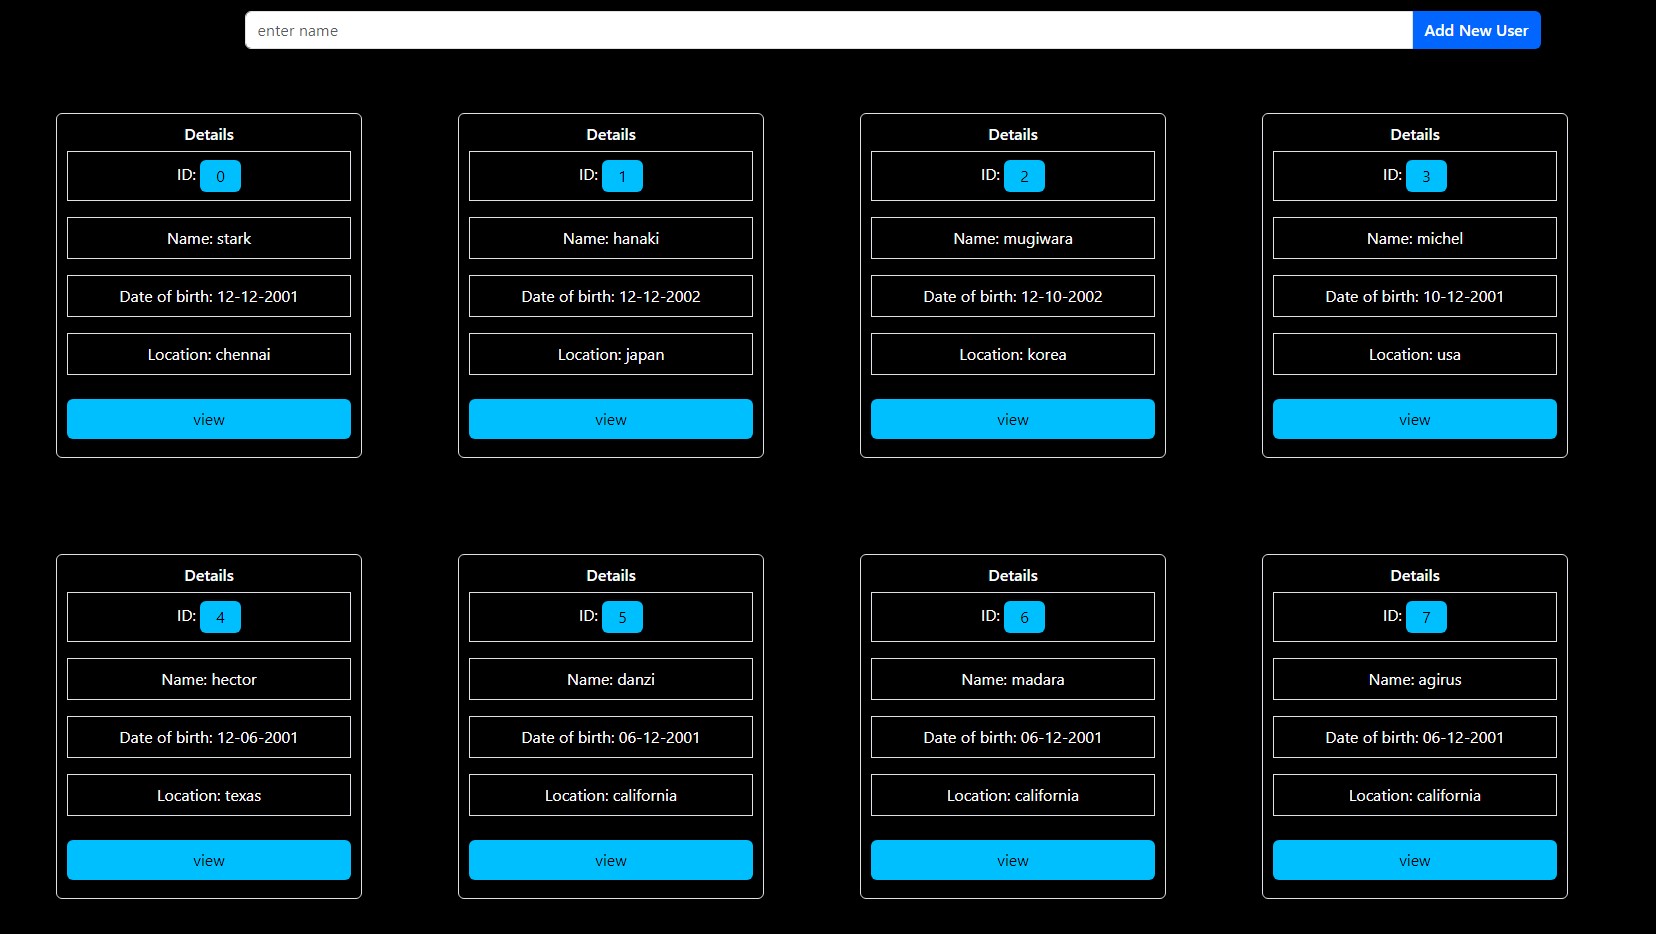 enter name
Add New User
Details
ID: 0
Name: stark
Date of birth: 12-12-2001
Location: chennai
view
Details
ID: 1
Name: hanaki
Date of birth: 12-12-2002
Location: japan
view
Details
ID: 2
Name: mugiwara
Date of birth: 12-10-2002
Location: korea
view
Details
ID: 3
Name: michel
Date of birth: 10-12-2001
Location: usa
view
Details
ID: 4
Name: hector
Date of birth: 12-06-2001
Location: texas
view
Details
ID: 5
Name: danzi
Date of birth: 06-12-2001
Location: california
view
Details
ID: 6
Name: madara
Date of birth: 06-12-2001
Location: california
view
Details
ID: 7
Name: agirus
Date of birth: 06-12-2001
Location: california
view